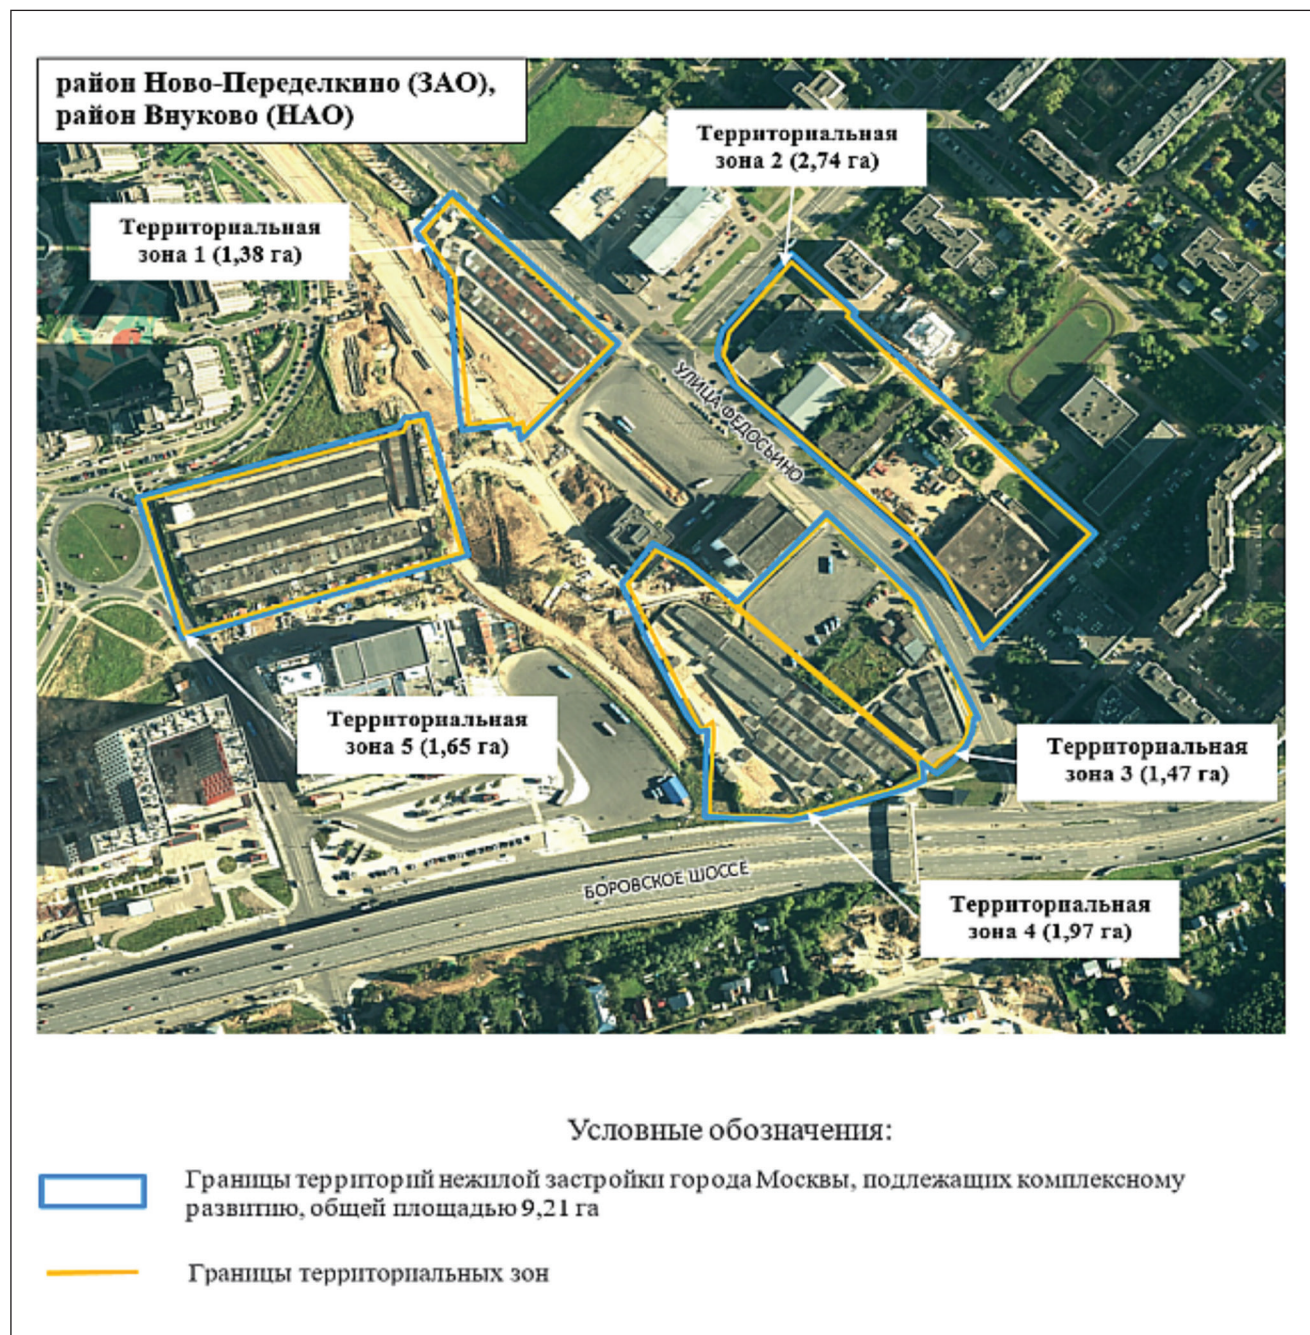 район Ново-Переделкино (ЗАО),
район Внуково (НАО)
Территориальная
зона 2 (2,74 га)
Территориальная
зона 1 (1,38 га)
УЛИЦА ФЕДОСЬИНО
Территориальная
зона 5 (1,65 га)
Территориальная
зона 3 (1,47 га)
БОРОВСКОЕ ШОССЕ
Территориальная
зона 4 (1,97 га)
Условные обозначения:
Границы территорий нежилой застройки города Москвы, подлежащих комплексному
развитию, общей площадью 9,21 га
Границы территориальных зон